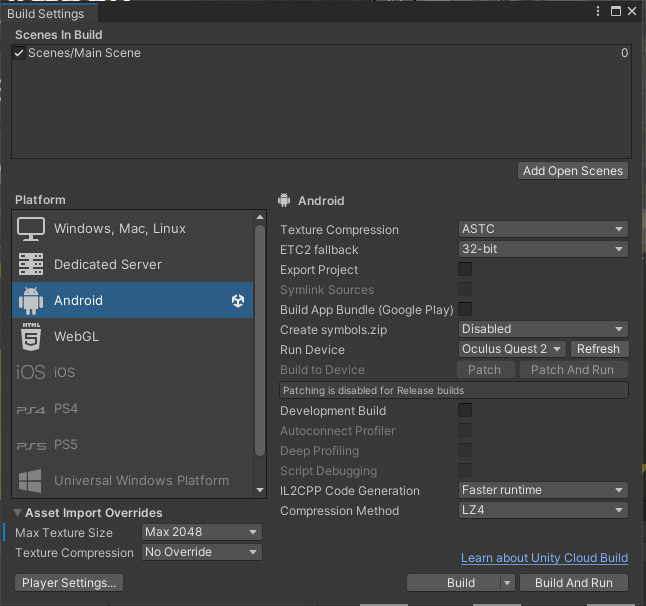 Build Settings
Scenes In Build
Scenes/Main Scene 0
Add Open Scenes
Platform
Windows, Mac, Linux
Dedicated Server
Android
HTML
5
WebGL
iOS iOS
PS4 PS4
PS5 PS5
Universal Windows Platform
Asset Import Overrides
Max Texture Size Max 2048
Texture Compression No Override
Player Settings...
Android
Texture Compression ASTC
ETC2 fallback 32-bit
Export Project
Symlink Sources
Build App Bundle (Google Play)
Create symbols.zip Disabled
Run Device Oculus Quest 2 Refresh
Build to Device Patch Patch And Run
Patching is disabled for Release builds
Development Build
Autoconnect Profiler
Deep Profiling
Script Debugging
IL2CPP Code Generation Faster runtime
Compression Method LZ4
Learn about Unity Cloud Build
Build Build And Run